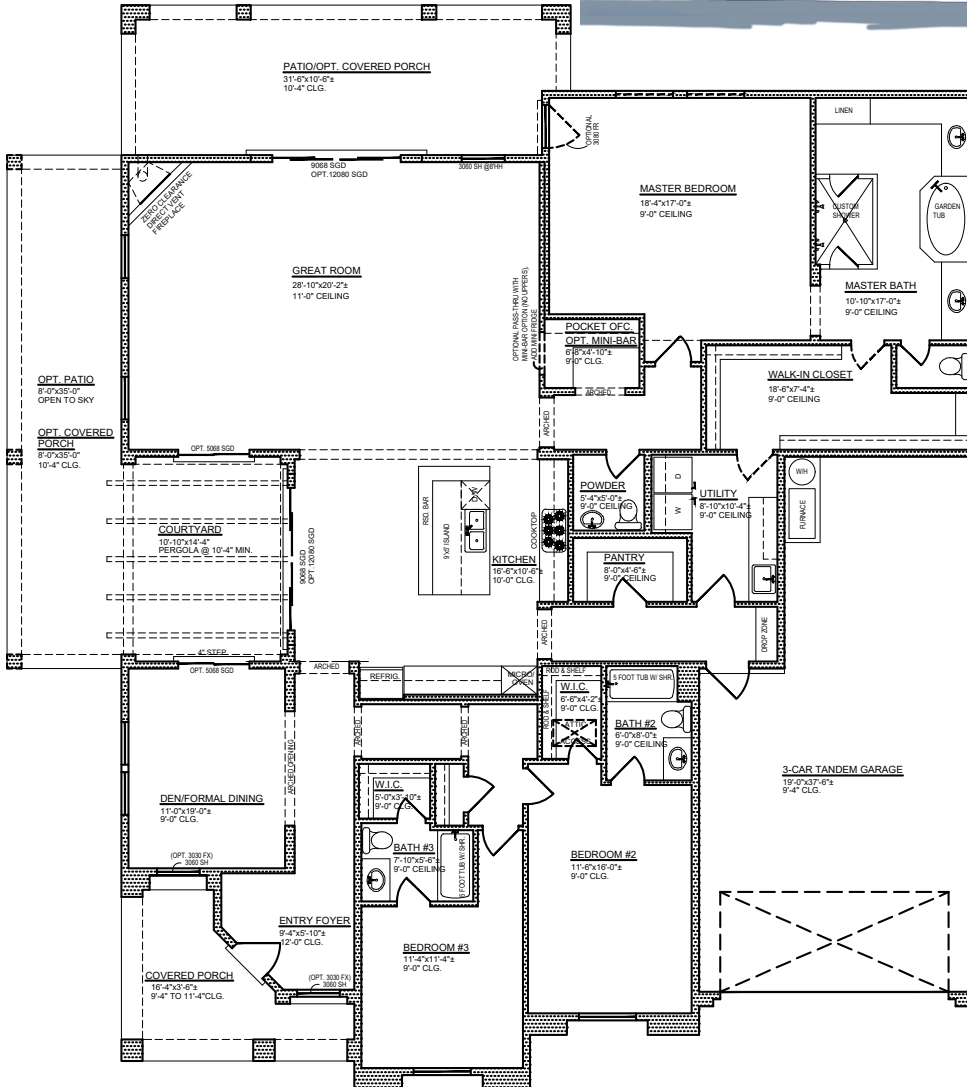 PATIO/OPT. COVERED PORCH
31'-6"x10'-6"±
10'-4" CLG.
OPTIONAL
3080 FR
LINEN
9068 SGD
OPT.12080 SGD
3060 SH @8'HH
ZERO CLEARANCE
DIRECT VENT
FIREPLACE
MASTER BEDROOM
18'-4"x17'-0"±
9'-0" CEILING
CUSTOM
SHOWER
GARDEN
TUB
GREAT ROOM
28'-10"x20'-2"±
11'-0" CEILING
MASTER BATH
10'-10"x17'-0"±
9'-0" CEILING
OPTIONAL PASS-THRU WITH
MINI-BAR OPTION (NO UPPERS),
ADD MINI FRIDGE
POCKET OFC.
OPT. MINI-BAR
6'-8"x4'-10"±
9'-0" CLG.
ARCHED
WALK-IN CLOSET
18'-6"x7'-4"±
9'-0" CEILING
OPT. PATIO
8'-0"x35'-0"
OPEN TO SKY
OPT. COVERED
PORCH
8'-0"x35'-0"
10'-4" CLG.
ARCHED
OPT. 5068 SGD
COURTYARD
10'-10"x14'-4"
PERGOLA @ 10'-4" MIN.
9068 SGD
OPT.12080 SGD
RSD. BAR
9'x5' ISLAND
D/W
COOKTOP
KITCHEN
16'-6"x10'-6"±
10'-0" CLG.
POWDER
5'-4"x5'-0"±
9'-0" CEILING
D
W
UTILITY
8'-10"x10'-4"±
9'-0" CEILING
W/H
FURNACE
PANTRY
8'-0"x4'-6"±
9'-0" CEILING
ARCHED
DROP ZONE
4" STEP
OPT. 5068 SGD
ARCHED
REFRIG.
MICRO/
OVEN
ROD & SHELF
ROD & SHELF
W.I.C.
6'-6"x4'-2"±
9'-0" CLG.
ATTIC
ACCESS
5 FOOT TUB W/ SHR.
BATH #2
6'-0"x8'-0"±
9'-0" CEILING
ARCHED OPENING
ARCHED
ARCHED
3-CAR TANDEM GARAGE
19'-0"x37'-6"±
9'-4" CLG.
DEN/FORMAL DINING
11'-0"x19'-0"±
9'-0" CLG.
W.I.C.
5'-0"x3'-10"±
9'-0" CLG.
BATH #3
7'-10"x5'-6"±
9'-0" CEILING
5 FOOT TUB W/ SHR.
BEDROOM #2
11'-6"x16'-0"±
9'-0" CLG.
(OPT. 3030 FX)
3060 SH
ENTRY FOYER
9'-4"x5'-10"±
12'-0" CLG.
BEDROOM #3
11'-4"x11'-4"±
9'-0" CLG.
COVERED PORCH
16'-4"x3'-6"±
9'-4" TO 11'-4"CLG.
(OPT. 3030 FX)
3060 SH